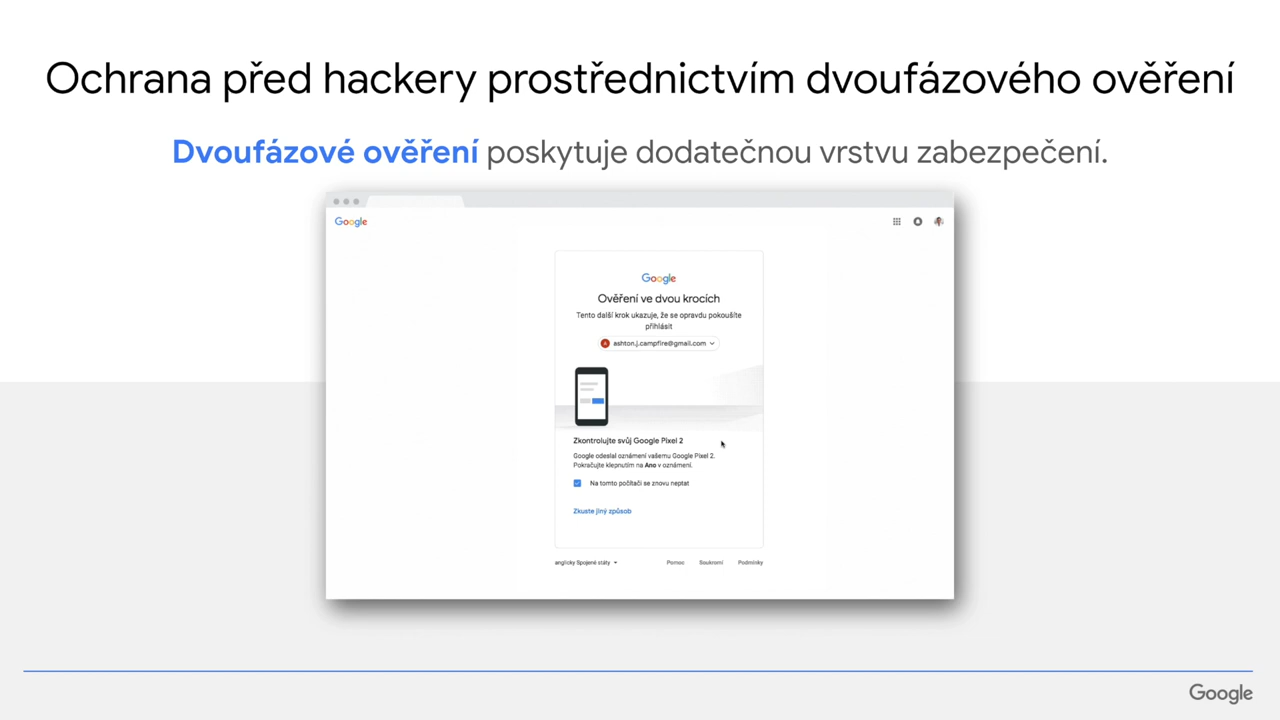 Ochrana před hackery prostřednictvím dvoufázového ověření
Dvoufázové ověření poskytuje dodatečnou vrstvu zabezpečení.
Google
Google
Ověření ve dvou krocích
Tento další krok ukazuje, že se opravdu pokoušíte
přihlásit
A ashton.j.campfire@gmail.com
Zkontrolujte svůj Google Pixel 2
Google odeslal oznámení vašemu Google Pixel 2.
Pokračujte klepnutím na Ano v oznámení.
Na tomto počítači se znovu neptat
Zkuste jiný způsob
anglicky Spojené státy Pomoc Soukromí Podmínky
Google